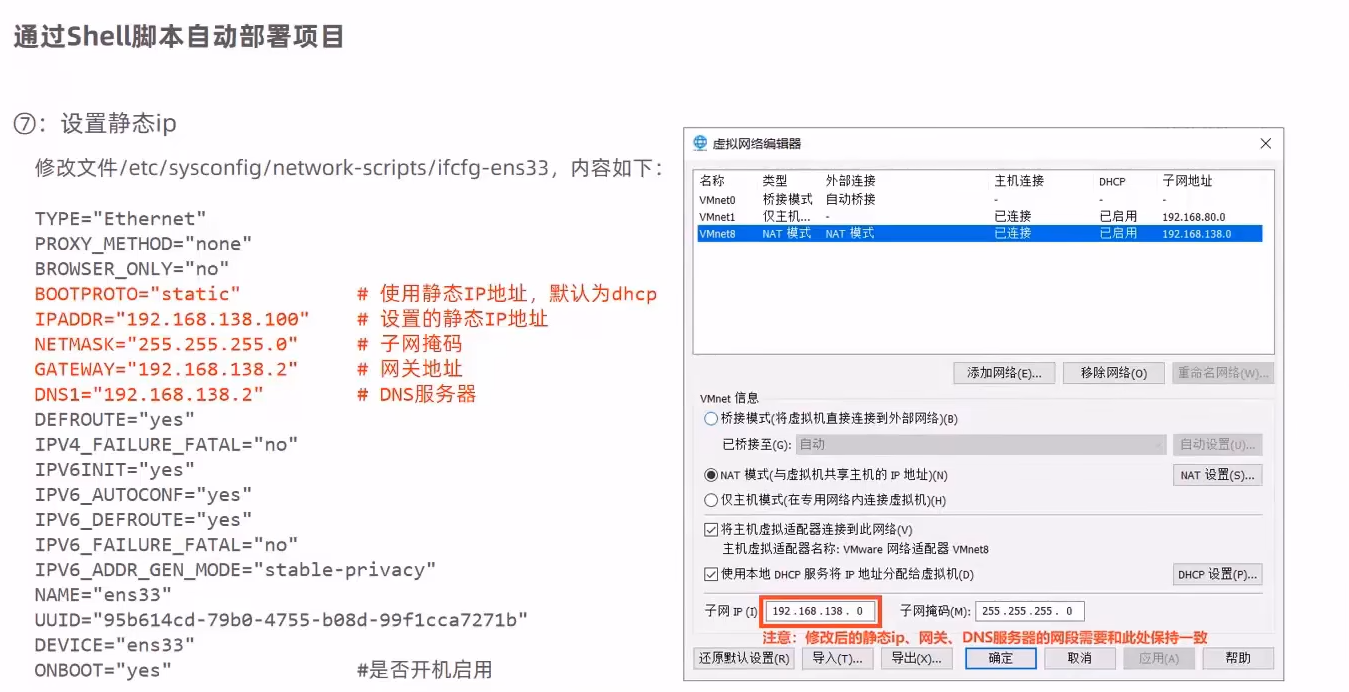 通过Shell脚本自动部署项目
⑦：设置静态ip
修改文件/etc/sysconfig/network-scripts/ifcfg-ens33，内容如下：
TYPE="Ethernet"
PROXY_METHOD="none"
BROWSER_ONLY="no"
BOOTPROTO="static" # 使用静态IP地址，默认为dhcp
IPADDR="192.168.138.100" # 设置的静态IP地址
NETMASK="255.255.255.0" # 子网掩码
GATEWAY="192.168.138.2" # 网关地址
DNS1="192.168.138.2" # DNS服务器
DEFROUTE="yes"
IPV4_FAILURE_FATAL="no"
IPV6INIT="yes"
IPV6_AUTOCONF="yes"
IPV6_DEFROUTE="yes"
IPV6_FAILURE_FATAL="no"
IPV6_ADDR_GEN_MODE="stable-privacy"
NAME="ens33"
UUID="95b614cd-79b0-4755-b08d-99f1cca7271b"
DEVICE="ens33"
ONBOOT="yes" #是否开机启用
虚拟网络编辑器
名称 类型 外部连接 主机连接 DHCP 子网地址
VMnet0 桥接模式 自动桥接 - - -
VMnet1 仅主机... - 已连接 已启用 192.168.80.0
VMnet8 NAT 模式 NAT 模式 已连接 已启用 192.168.138.0
添加网络(E)... 移除网络(O) 重命名网络(W)...
VMnet 信息
桥接模式(将虚拟机直接连接到外部网络)(B)
已桥接至(G): 自动 自动设置(U)...
NAT 模式(与虚拟机共享主机的 IP 地址)(N) NAT 设置(S)...
仅主机模式(在专用网络内连接虚拟机)(H)
将主机虚拟适配器连接到此网络(V)
主机虚拟适配器名称: VMware 网络适配器 VMnet8
使用本地 DHCP 服务将 IP 地址分配给虚拟机(D) DHCP 设置(P)...
子网 IP (I) 192.168.138. 0 子网掩码(M): 255.255.255. 0
注意：修改后的静态ip、网关、DNS服务器的网段需要和此处保持一致
还原默认设置(R) 导入(T)... 导出(X)... 确定 取消 应用(A) 帮助